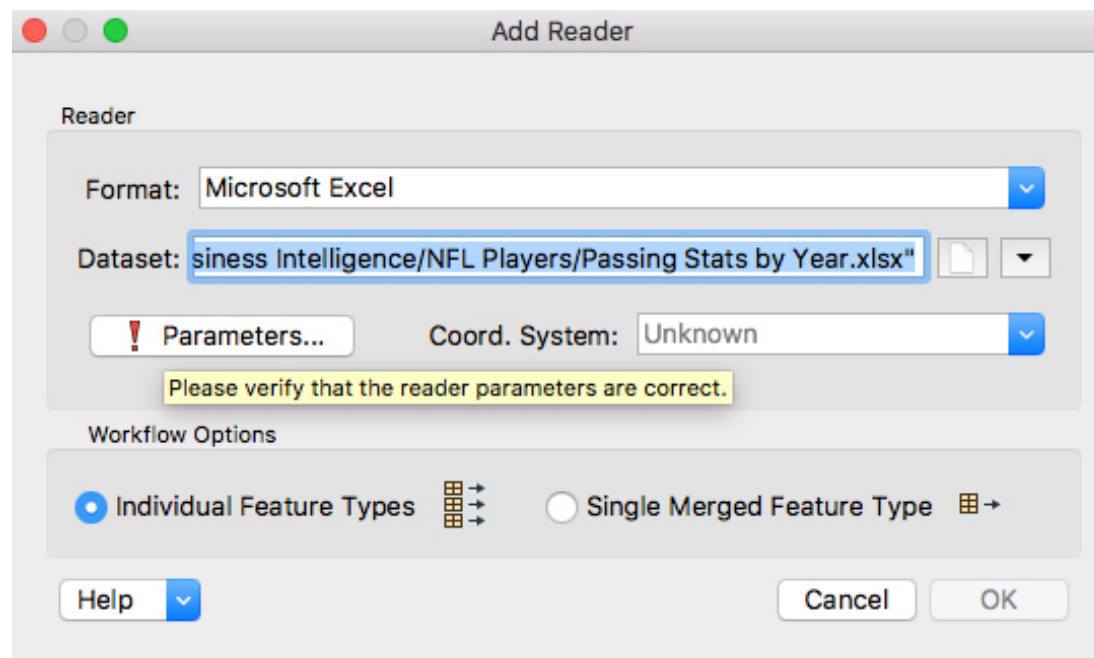 Add Reader
Reader
Format: Microsoft Excel
Dataset: siness Intelligence/NFL Players/Passing Stats by Year.xlsx"
! Parameters... Coord. System: Unknown
Please verify that the reader parameters are correct.
Workflow Options
Individual Feature Types Single Merged Feature Type
Help Cancel OK